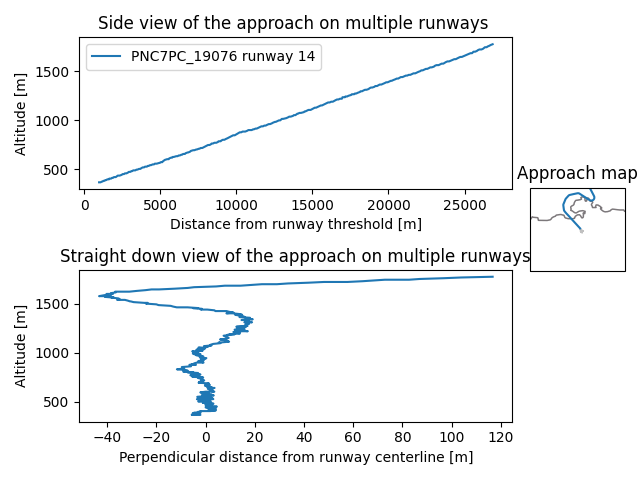 Side view of the approach on multiple runways
PNC7PC_19076 runway 14
Altitude [m]
1500
1000
500
0
5000
10000
15000
20000
25000
Distance from runway threshold [m]
Approach map
Straight down view of the approach on multiple runways
Altitude [m]
1500
1000
500
−40
−20
0
20
40
60
80
100
120
Perpendicular distance from runway centerline [m]